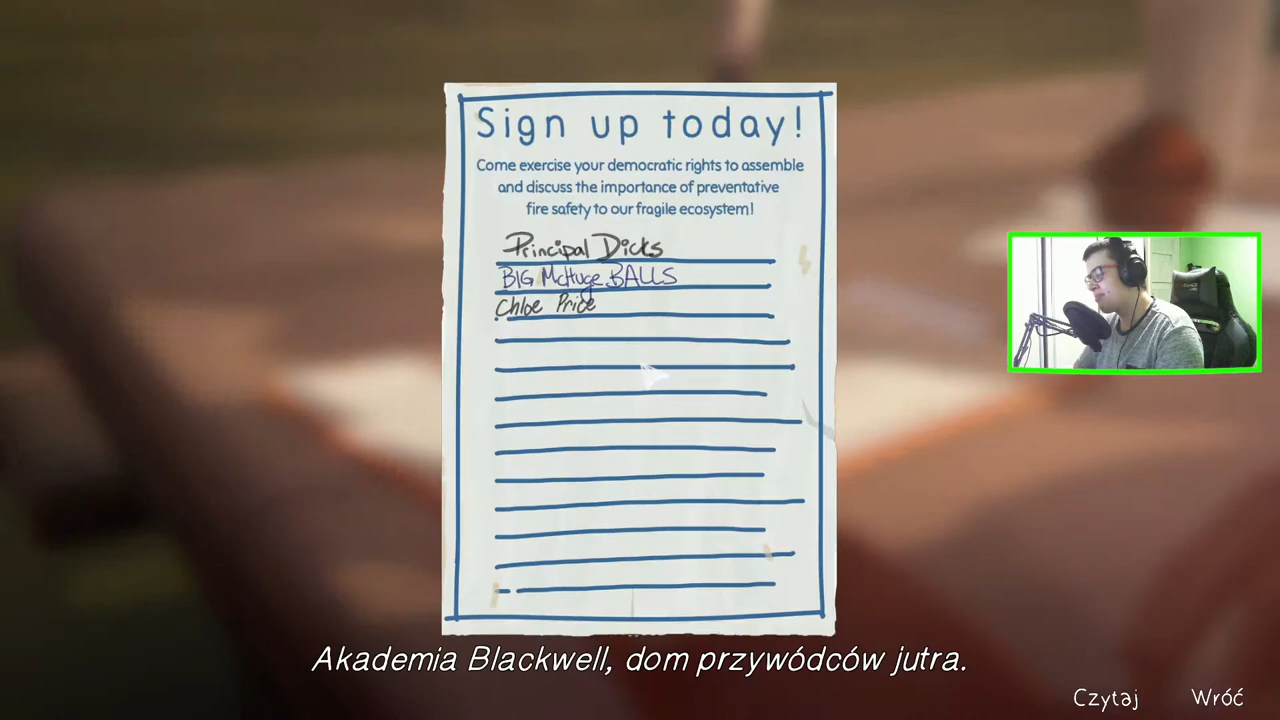 Sign up today!
Come exercise your democratic rights to assemble
and discuss the importance of preventative
fire safety to our fragile ecosystem!
Principal Dicks
BIG McHuge BALLS
Chloe Price
Akademia Blackwell, dom przywódców jutra.
Czytaj
Wróć